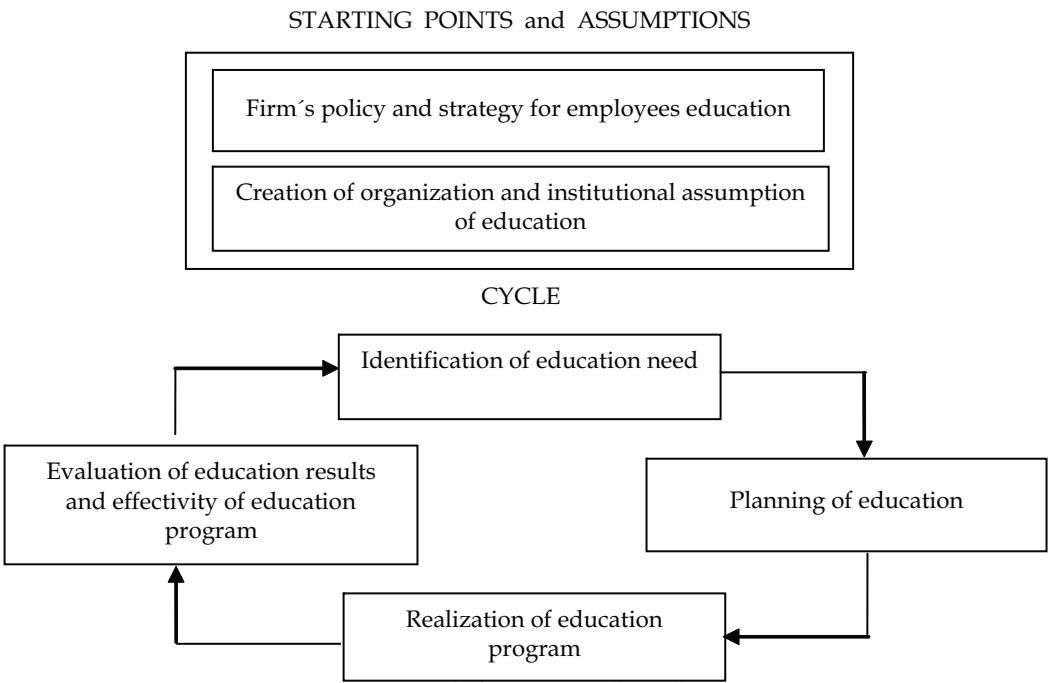 STARTING POINTS and ASSUMPTIONS
Firm´s policy and strategy for employees education
Creation of organization and institutional assumption
of education
CYCLE
Identification of education need
Evaluation of education results
and effectivity of education
program
Planning of education
Realization of education
program